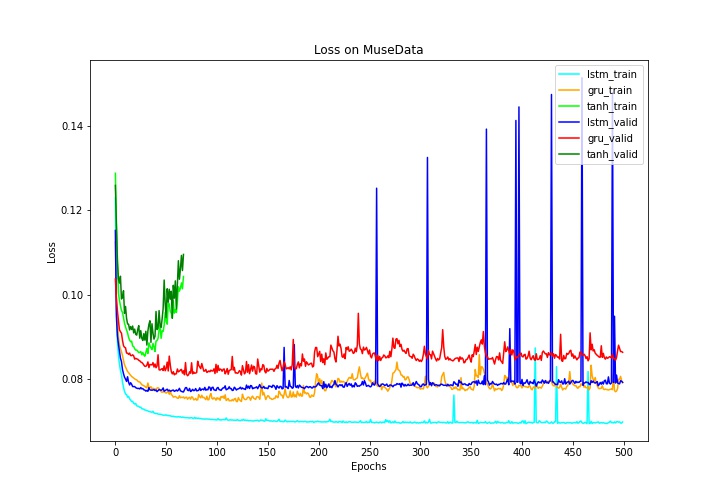 Loss on MuseData
lstm_train
gru_train
tanh_train
lstm_valid
gru_valid
tanh_valid
0.14
0.12
0.10
0.08
Loss
0 50 100 150 200 250 300 350 400 450 500
Epochs